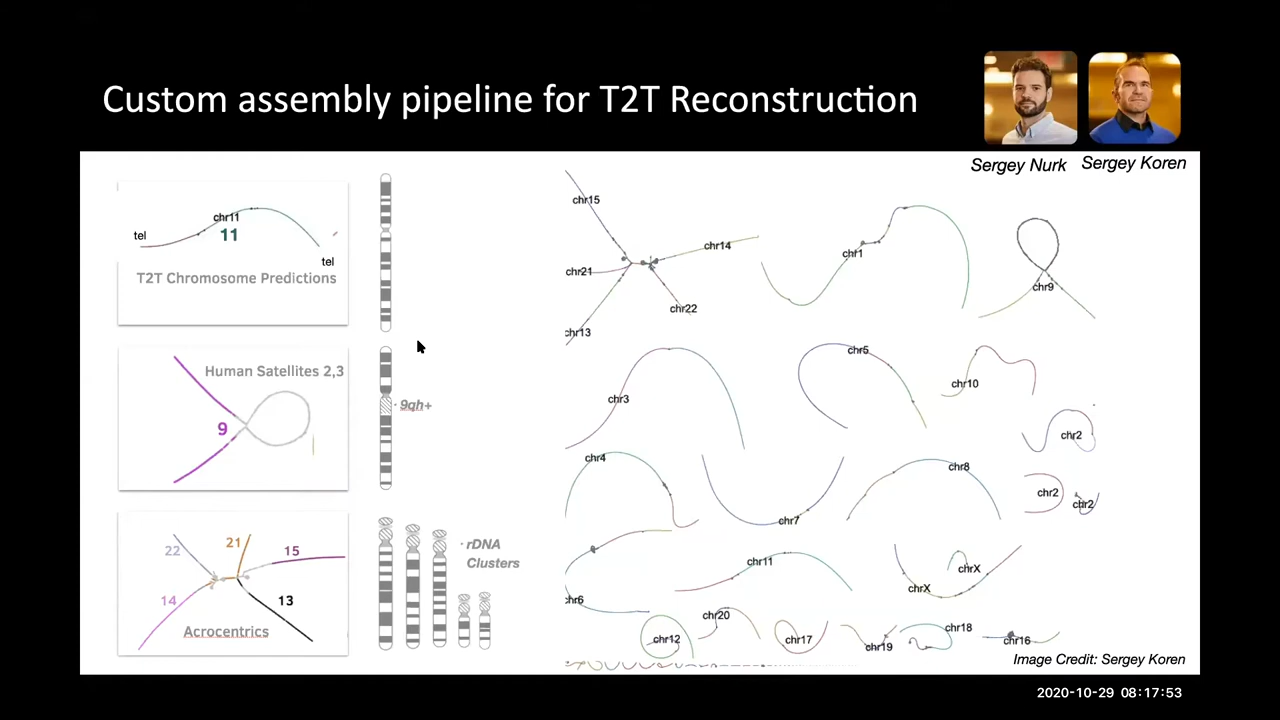 Custom assembly pipeline for T2T Reconstruction
Sergey Nurk
Sergey Koren
chr11
11
tel
tel
T2T Chromosome Predictions
Human Satellites 2,3
9
9qh+
22
21
15
14
13
Acrocentrics
rDNA
Clusters
chr15
chr14
chr21
chr22
chr13
chr1
chr9
chr3
chr5
chr10
chr2
chr4
chr8
chr2
chr2
chr7
chr11
chrX
chrX
chr6
chr20
chr12
chr17
chr19
chr18
chr16
Image Credit: Sergey Koren
2020-10-29 08:17:53